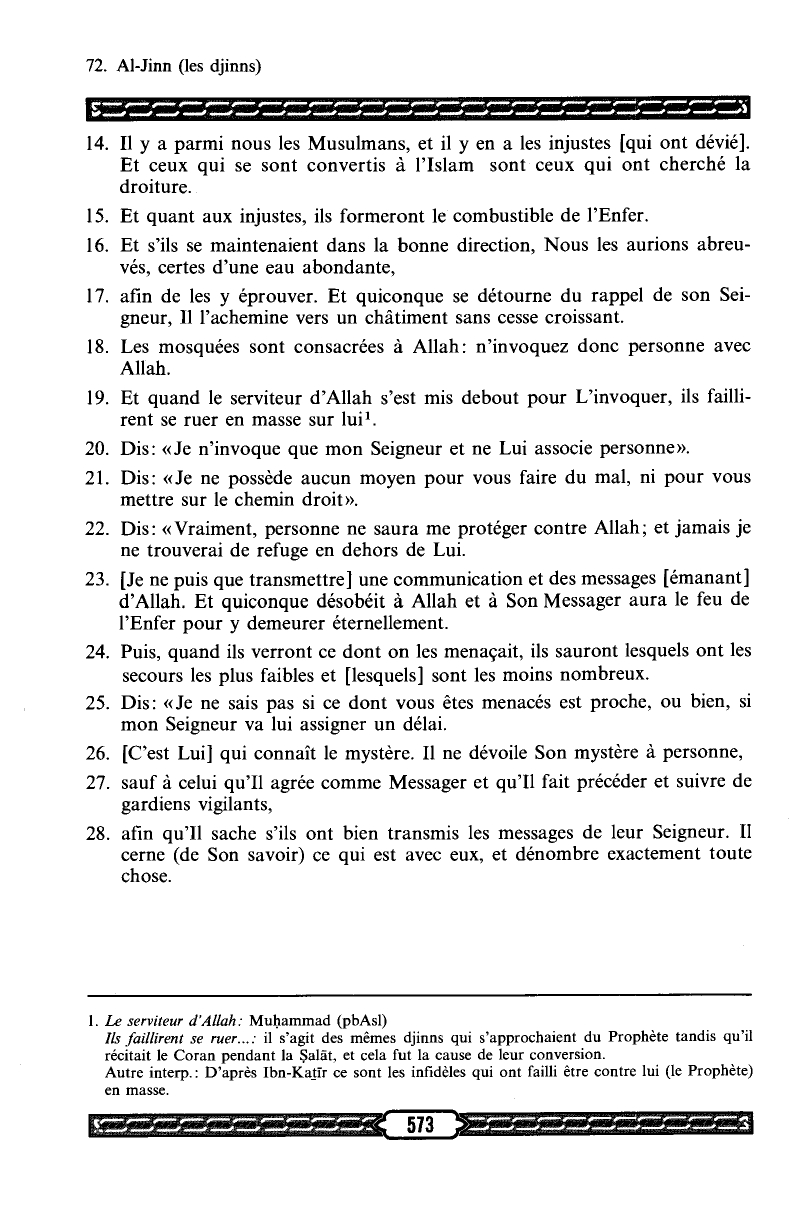 72. Al-Jinn (les djinns)
14. Il y a parmi nous les Musulmans, et il y en a les injustes [qui ont dévié].
Et ceux qui se sont convertis à l'Islam sont ceux qui ont cherché la
droiture.
15. Et quant aux injustes, ils formeront le combustible de l'Enfer.
16. Et s'ils se maintenaient dans la bonne direction, Nous les aurions abreu-
vés, certes d'une eau abondante,
17. afin de les y éprouver. Et quiconque se détourne du rappel de son Sei-
gneur, Il l'achemine vers un châtiment sans cesse croissant.
18. Les mosquées sont consacrées à Allah: n'invoquez donc personne avec
Allah.
19. Et quand le serviteur d'Allah s'est mis debout pour L'invoquer, ils failli-
rent se ruer en masse sur lui¹.
20. Dis: «Je n'invoque que mon Seigneur et ne Lui associe personne».
21. Dis: «Je ne possède aucun moyen pour vous faire du mal, ni pour vous
mettre sur le chemin droit».
22. Dis: «Vraiment, personne ne saura me protéger contre Allah; et jamais je
ne trouverai de refuge en dehors de Lui.
23. [Je ne puis que transmettre] une communication et des messages [émanant]
d'Allah. Et quiconque désobéit à Allah et à Son Messager aura le feu de
l'Enfer pour y demeurer éternellement.
24. Puis, quand ils verront ce dont on les menaçait, ils sauront lesquels ont les
secours les plus faibles et [lesquels] sont les moins nombreux.
25. Dis: «Je ne sais pas si ce dont vous êtes menacés est proche, ou bien, si
mon Seigneur va lui assigner un délai.
26. [C'est Lui] qui connaît le mystère. Il ne dévoile Son mystère à personne,
27. sauf à celui qu'Il agrée comme Messager et qu'Il fait précéder et suivre de
gardiens vigilants,
28. afin qu'Il sache s'ils ont bien transmis les messages de leur Seigneur. Il
cerne (de Son savoir) ce qui est avec eux, et dénombre exactement toute
chose.
1. Le serviteur d'Allah: Muḥammad (pbAsl)
Ils faillirent se ruer...: il s'agit des mêmes djinns qui s'approchaient du Prophète tandis qu'il
récitait le Coran pendant la Ṣalāt, et cela fut la cause de leur conversion.
Autre interp.: D'après Ibn-Kaṯīr ce sont les infidèles qui ont failli être contre lui (le Prophète)
en masse.
573